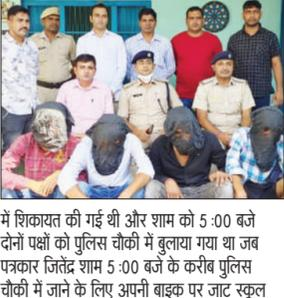 में शिकायत की गई थी और शाम को 5 :00 बजे
दोनों पक्षों को पुलिस चौकी में बुलाया गया था जब
पत्रकार जितेंद्र शाम 5 :00 बजे के करीब पुलिस
चौकी में जाने के लिए अपनी बाइक पर जाट स्कूल